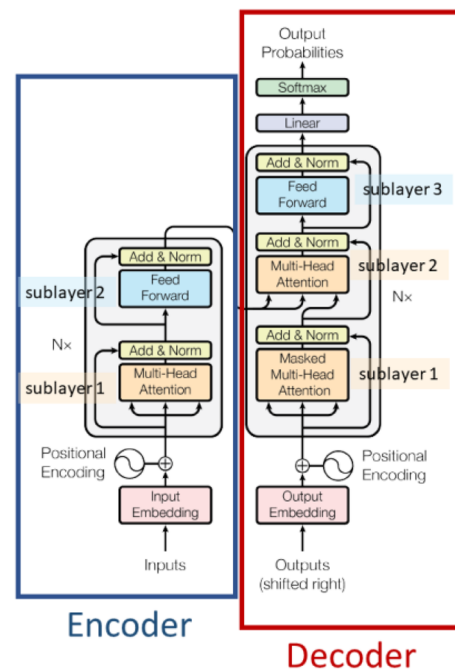 Output
Probabilities
Softmax
Linear
Add & Norm
Feed
Forward
sublayer 3
Add & Norm
Multi-Head
Attention
sublayer 2
N×
Add & Norm
Masked
Multi-Head
Attention
sublayer 1
Positional
Encoding
Output
Embedding
Outputs
(shifted right)
Decoder
Add & Norm
Feed
Forward
sublayer 2
N×
Add & Norm
Multi-Head
Attention
sublayer 1
Positional
Encoding
Input
Embedding
Inputs
Encoder